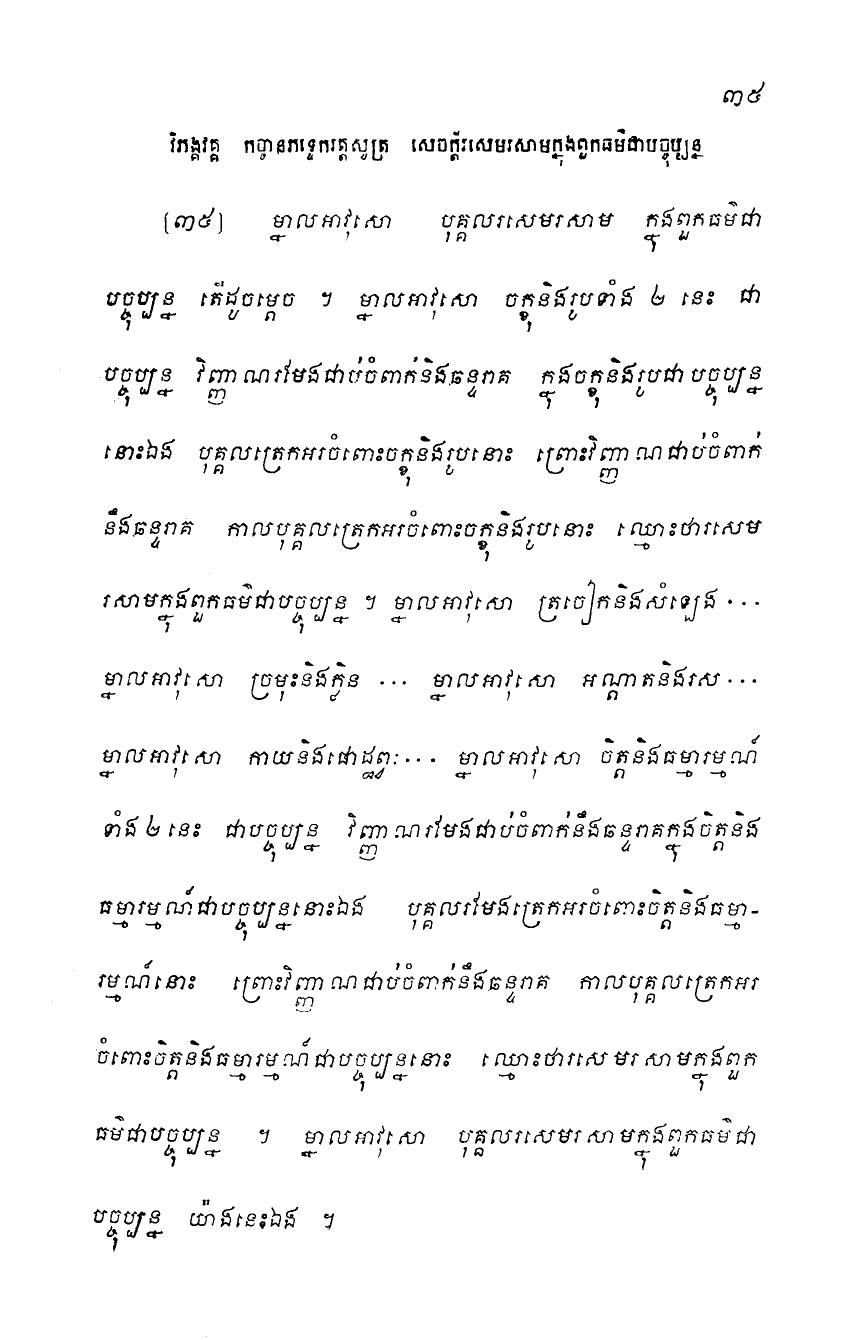 ៣៥
វិភង្គវគ្គ កច្ចានភទ្ទេករត្តសូត្រ សេចក្តីរសេមរសាមក្នុងពួកធម៌ជាបច្ចុប្បន្ន
[៣៥] ម្នាលអាវុសោ បុគ្គលរសេមរសាម ក្នុងពួកធម៌ជា
បច្ចុប្បន្ន តើដូចម្តេច ។ ម្នាលអាវុសោ ចក្ខុនិងរូបទាំង ២ នេះ ជា
បច្ចុប្បន្ន វិញ្ញាណរមែងជាប់ចំពាក់នឹងឆន្ទរាគ ក្នុងចក្ខុនិងរូបជាបច្ចុប្បន្ន
នោះឯង បុគ្គលត្រេកអរចំពោះចក្ខុនិងរូបនោះ ព្រោះវិញ្ញាណជាប់ចំពាក់
នឹងឆន្ទរាគ កាលបុគ្គលត្រេកអរចំពោះចក្ខុនិងរូបនោះ ឈ្មោះថារសេម
រសាមក្នុងពួកធម៌ជាបច្ចុប្បន្ន ។ ម្នាលអាវុសោ ត្រចៀកនិងសំឡេង ...
ម្នាលអាវុសោ ច្រមុះនិងក្លិន ... ម្នាលអាវុសោ អណ្តាតនិងរស ...
ម្នាលអាវុសោ កាយនិងផោដ្ឋព្វៈ ... ម្នាលអាវុសោ ចិត្តនិងធម្មារម្មណ៍
ទាំង ២ នេះ ជាបច្ចុប្បន្ន វិញ្ញាណរមែងជាប់ចំពាក់នឹងឆន្ទរាគក្នុងចិត្តនិង
ធម្មារម្មណ៍ជាបច្ចុប្បន្ននោះឯង បុគ្គលរមែងត្រេកអរចំពោះចិត្តនិងធម្មា-
រម្មណ៍នោះ ព្រោះវិញ្ញាណជាប់ចំពាក់នឹងឆន្ទរាគ កាលបុគ្គលត្រេកអរ
ចំពោះចិត្តនិងធម្មារម្មណ៍ជាបច្ចុប្បន្ននោះ ឈ្មោះថារសេមរសាមក្នុងពួក
ធម៌ជាបច្ចុប្បន្ន ។ ម្នាលអាវុសោ បុគ្គលរសេមរសាមក្នុងពួកធម៌ជា
បច្ចុប្បន្ន យ៉ាងនេះឯង ។